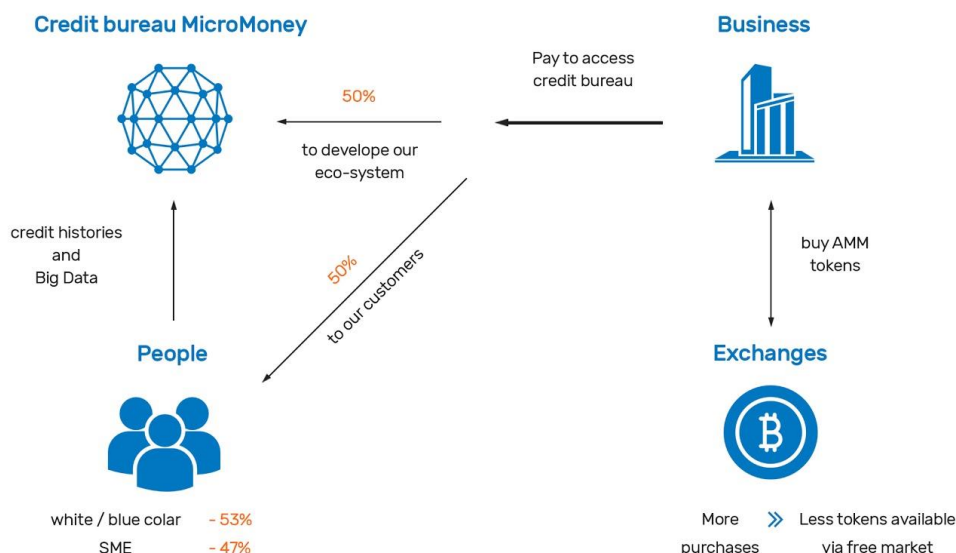 Credit bureau MicroMoney
Business
Pay to access
credit bureau
50%
to develope our
eco-system
credit histories
and
Big Data
50%
to our customers
buy AMM
tokens
People
Exchanges
white / blue colar - 53%
SME - 47%
More
purchases
Less tokens available
via free market